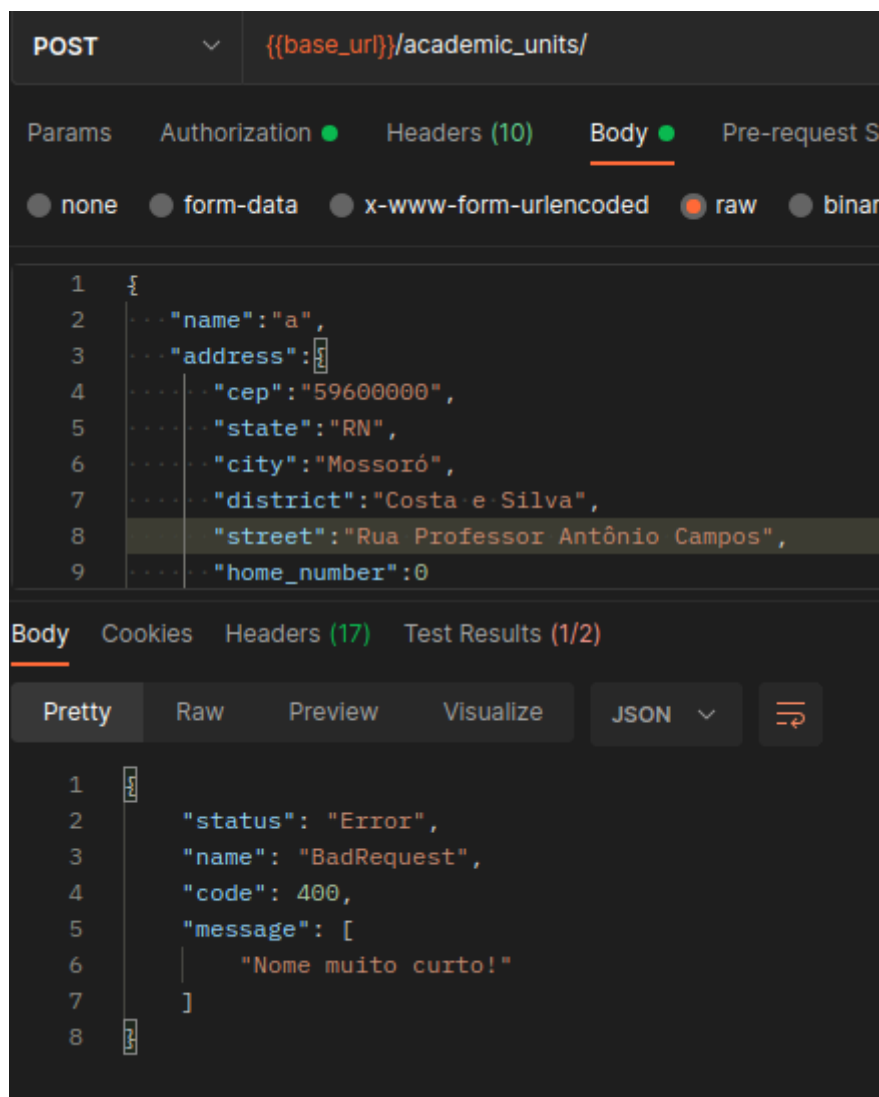 POST {{base_url}}/academic_units/
Params Authorization Headers (10) Body Pre-request S
none form-data x-www-form-urlencoded raw binar
1 {
2 "name":"a",
3 "address":{
4 "cep":"59600000",
5 "state":"RN",
6 "city":"Mossoró",
7 "district":"Costa e Silva",
8 "street":"Rua Professor Antônio Campos",
9 "home_number":0
Body Cookies Headers (17) Test Results (1/2)
Pretty Raw Preview Visualize JSON
1 {
2 "status": "Error",
3 "name": "BadRequest",
4 "code": 400,
5 "message": [
6 "Nome muito curto!"
7 ]
8 }